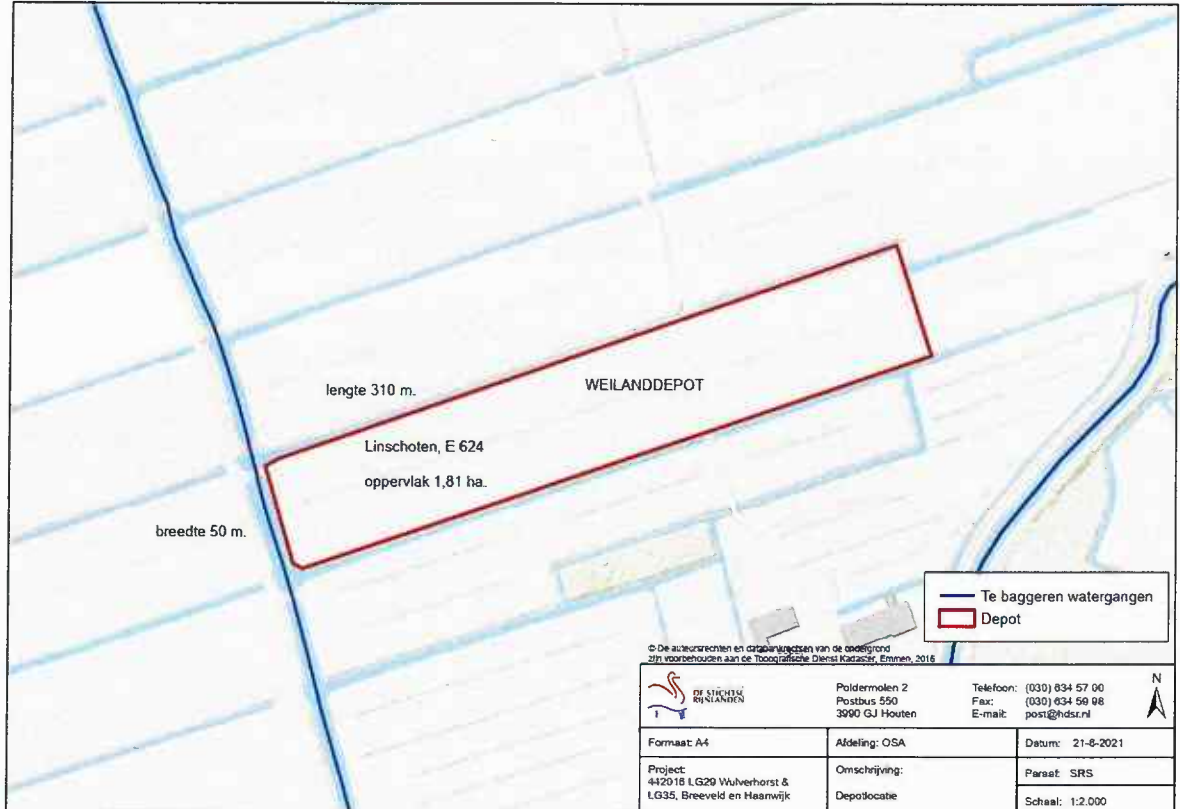 lengte 310 m.
WEILANDDEPOT
Linschoten, E 624
oppervlak 1,81 ha.
breedte 50 m.
Te baggeren watergangen
Depot
© De auteursrechten en databankrechten van de ondergrond
zijn voorbehouden aan de Topografische Dienst Kadaster, Emmen, 2016
DE STICHTSE
RIJNLANDEN
Poldermolen 2
Postbus 550
3990 GJ Houten
Telefoon: (030) 634 57 00
Fax: (030) 634 59 98
E-mail: post@hdsr.nl
N
Formaat: A4
Afdeling: OSA
Datum: 21-6-2021
Project:
442016 LG29 Wulverhorst &
LG35, Breeveld en Haanwijk
Omschrijving:
Depotlocatie
Paraat: SRS
Schaal: 1:2.000